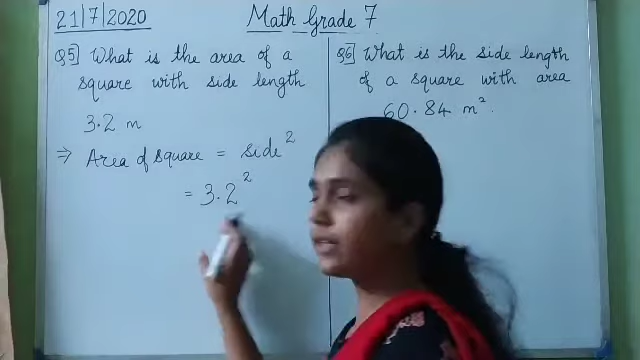 21/7/2020
Math Grade 7
Q5] What is the area of a
square with side length
3.2 m
⇒ Area of square = side²
= 3.2²
Q6] What is the side length
of a square with area
60.84 m².